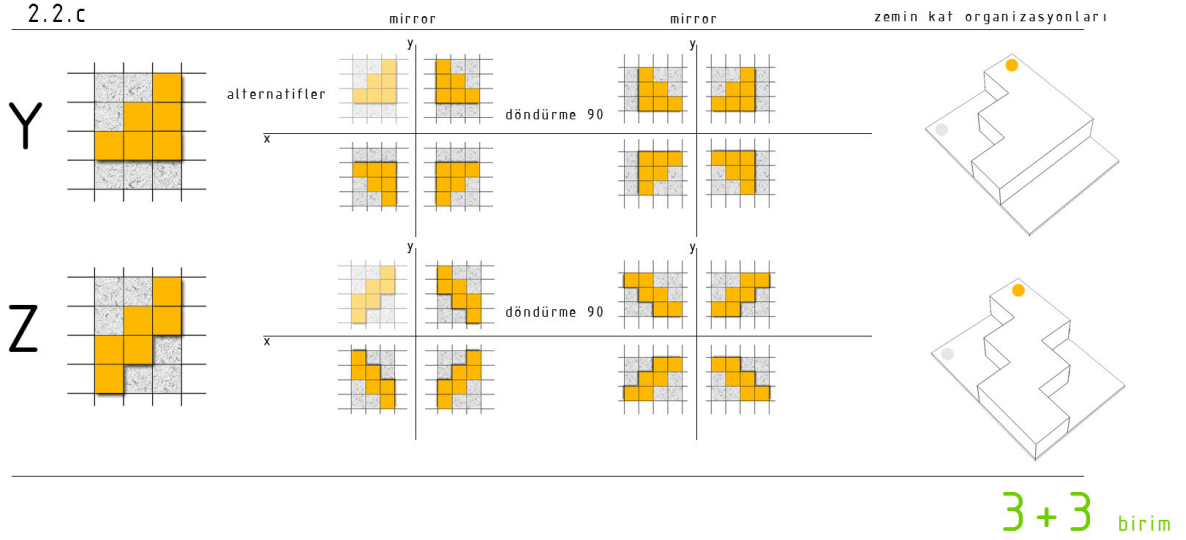 2.2.c
mirror
mirror
zemin kat organizasyonları
Y
alternatifler
y
x
döndürme 90
y
Z
y
x
döndürme 90
y
3+3 birim